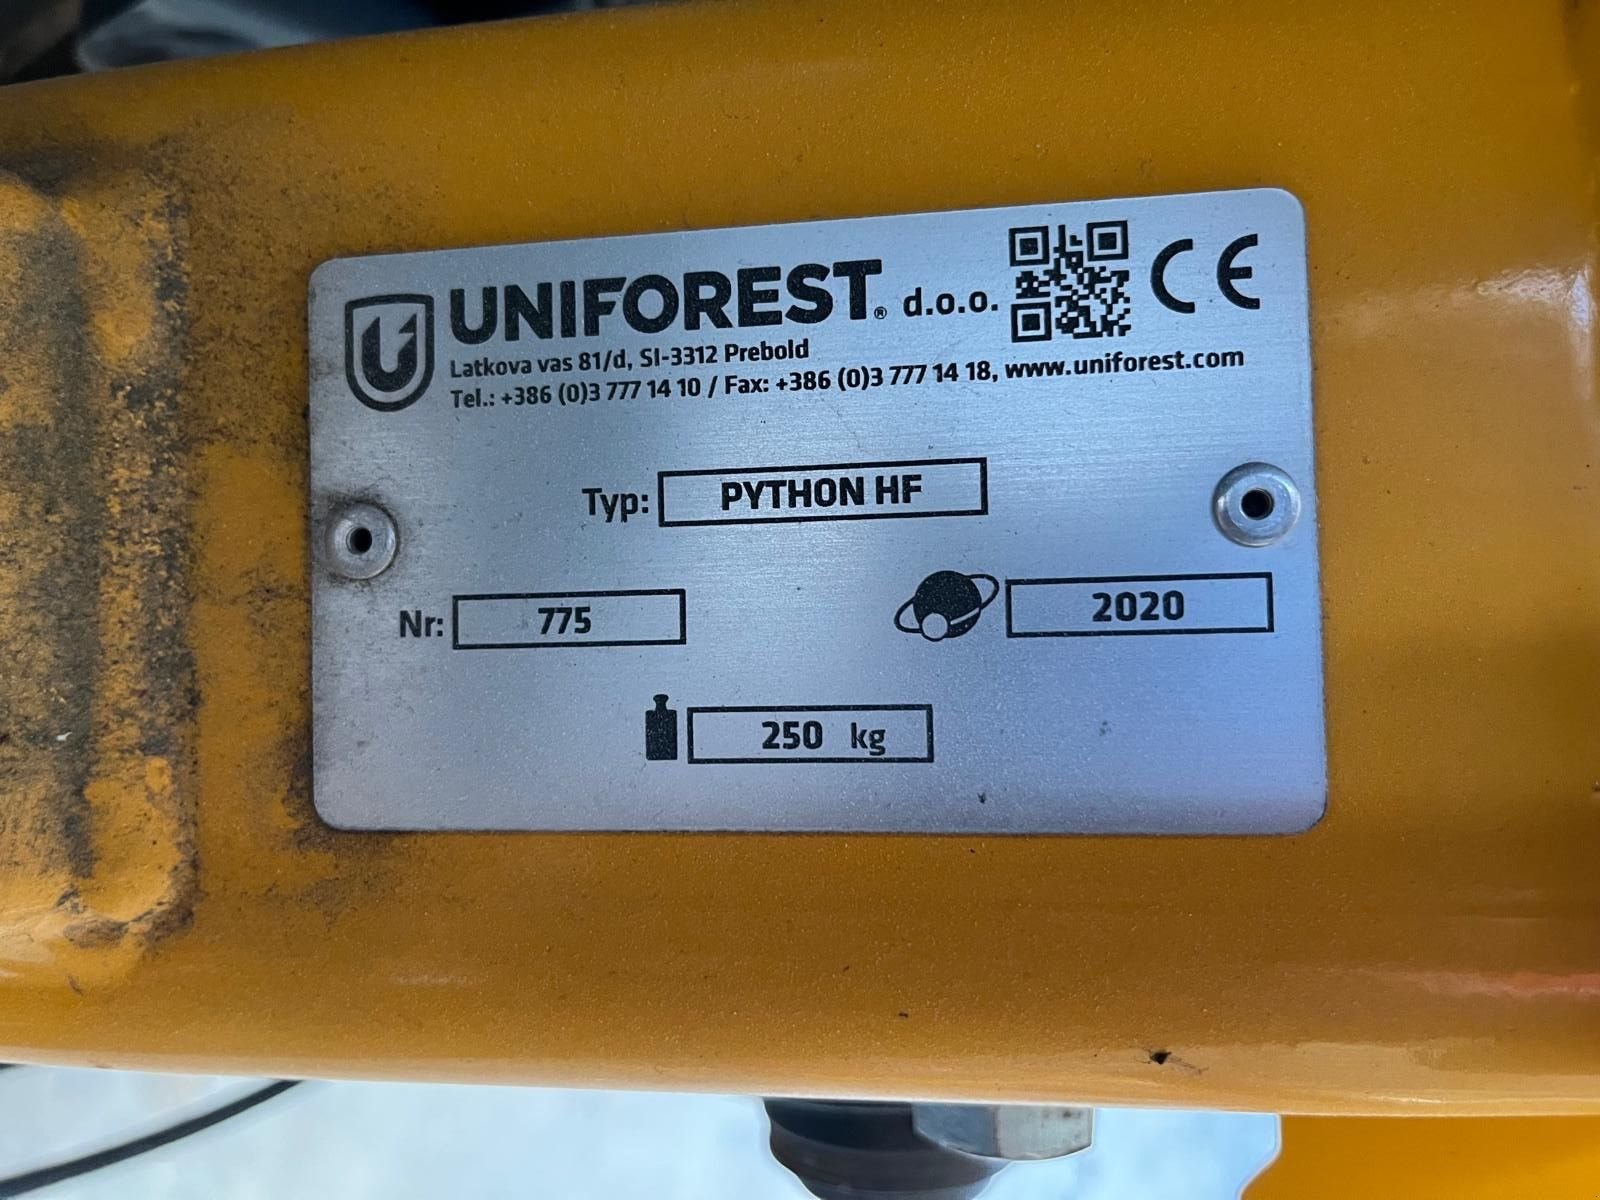 UNIFOREST® d.o.o. CE
Latkova vas 81/d, SI-3312 Prebold
Tel.: +386 (0)3 777 14 10 / Fax: +386 (0)3 777 14 18, www.uniforest.com
Typ: PYTHON HF
Nr: 775
2020
250 kg